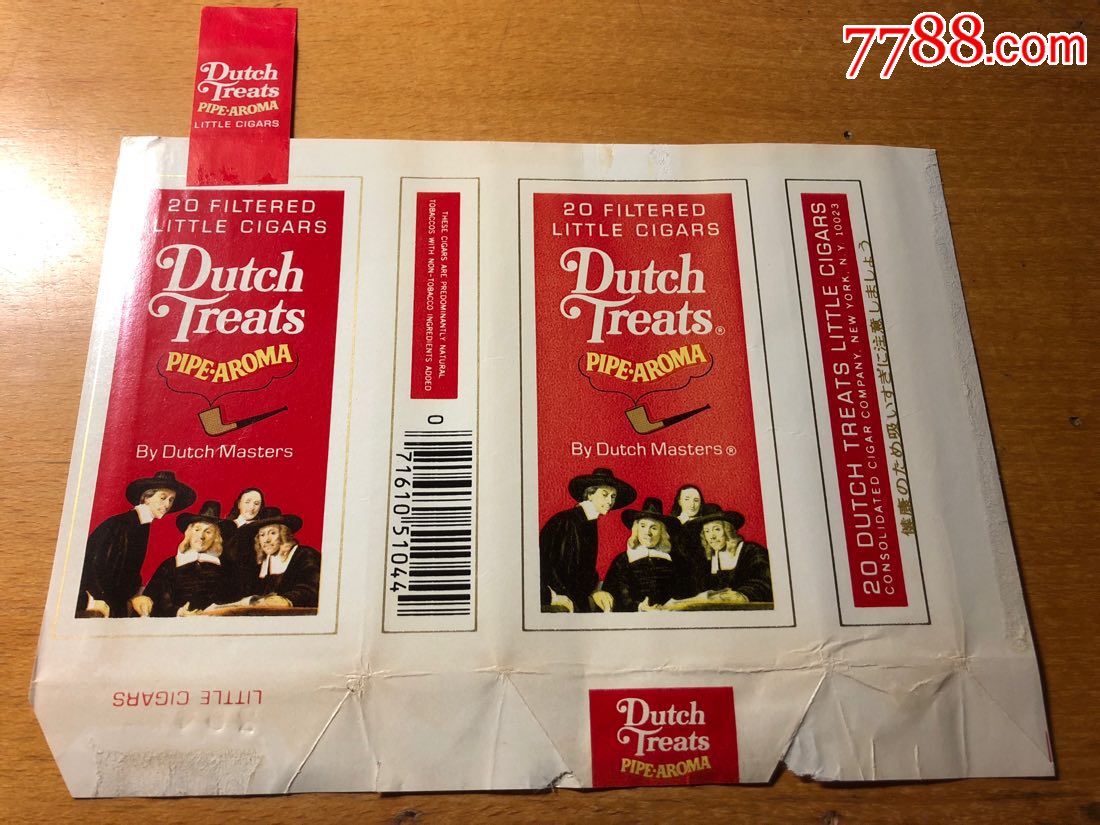 7788.com
Dutch
Treats
PIPE·AROMA
LITTLE CIGARS
20 FILTERED
LITTLE CIGARS
Dutch
Treats
PIPE·AROMA
By Dutch Masters
THESE CIGARS ARE PREDOMINANTLY NATURAL
TOBACCOS WITH NON-TOBACCO INGREDIENTS ADDED
0
7161051044
20 FILTERED
LITTLE CIGARS
Dutch
Treats®
PIPE·AROMA
By Dutch Masters®
20 DUTCH TREATS LITTLE CIGARS
CONSOLIDATED CIGAR COMPANY, NEW YORK, N.Y. 10023
健康のため吸いすぎに注意しましょう
LITTLE CIGARS
Dutch
Treats
PIPE·AROMA